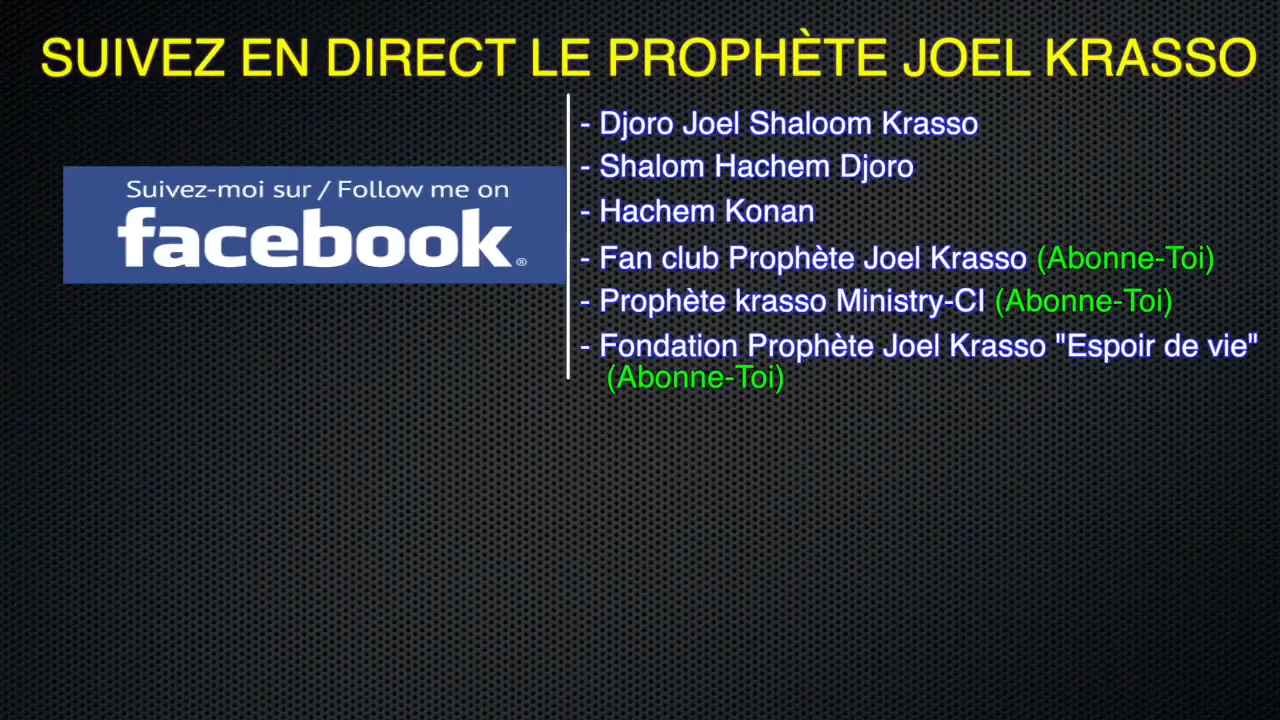 SUIVEZ EN DIRECT LE PROPHÈTE JOEL KRASSO
Suivez-moi sur / Follow me on
facebook®
- Djoro Joel Shaloom Krasso
- Shalom Hachem Djoro
- Hachem Konan
- Fan club Prophète Joel Krasso (Abonne-Toi)
- Prophète krasso Ministry-CI (Abonne-Toi)
- Fondation Prophète Joel Krasso "Espoir de vie"
(Abonne-Toi)